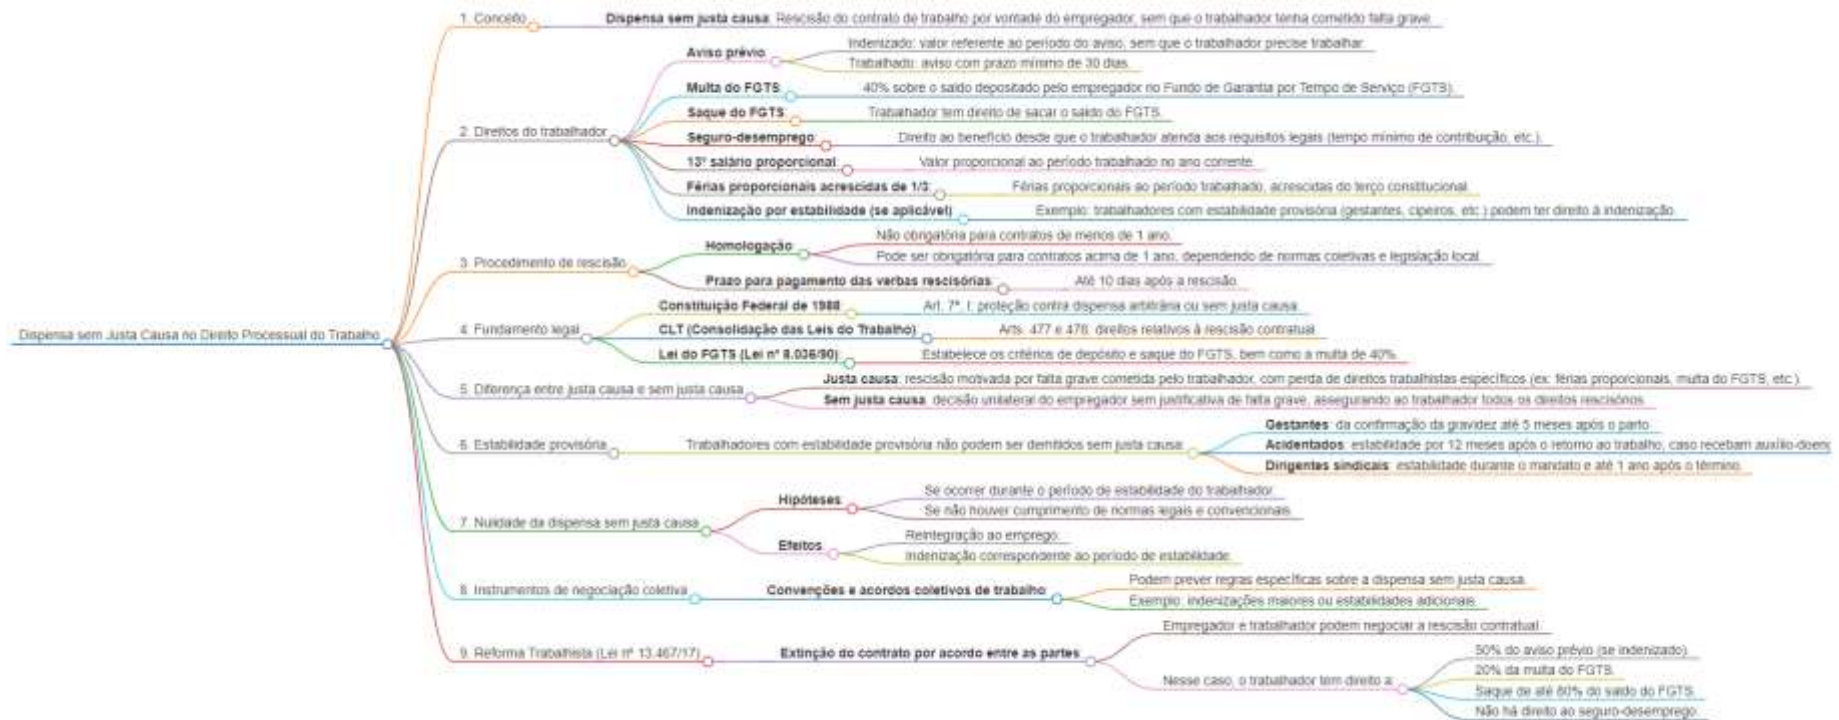 Dispensa sem Justa Causa no Direito Processual do Trabalho
1. Conceito
Dispensa sem justa causa: Rescisão do contrato de trabalho por vontade do empregador, sem que o trabalhador tenha cometido falta grave.
2. Direitos do trabalhador
Aviso prévio
Indenizado: valor referente ao período do aviso, sem que o trabalhador precise trabalhar.
Trabalhado: aviso com prazo mínimo de 30 dias.
Multa do FGTS
40% sobre o saldo depositado pelo empregador no Fundo de Garantia por Tempo de Serviço (FGTS).
Saque do FGTS
Trabalhador tem direito de sacar o saldo do FGTS.
Seguro-desemprego
Direito ao benefício desde que o trabalhador atenda aos requisitos legais (tempo mínimo de contribuição, etc.).
13º salário proporcional
Valor proporcional ao período trabalhado no ano corrente.
Férias proporcionais acrescidas de 1/3
Férias proporcionais ao período trabalhado, acrescidas do terço constitucional.
Indenização por estabilidade (se aplicável)
Exemplo: trabalhadores com estabilidade provisória (gestantes, cipeiros, etc.) podem ter direito à indenização.
3. Procedimento de rescisão
Homologação
Não obrigatória para contratos de menos de 1 ano.
Pode ser obrigatória para contratos acima de 1 ano, dependendo de normas coletivas e legislação local.
Prazo para pagamento das verbas rescisórias
Até 10 dias após a rescisão.
4. Fundamento legal
Constituição Federal de 1988
Art. 7º, I: proteção contra dispensa arbitrária ou sem justa causa.
CLT (Consolidação das Leis do Trabalho)
Arts. 477 e 478: direitos relativos à rescisão contratual.
Lei do FGTS (Lei nº 8.036/90)
Estabelece os critérios de depósito e saque do FGTS, bem como a multa de 40%.
5. Diferença entre justa causa e sem justa causa
Justa causa: rescisão motivada por falta grave cometida pelo trabalhador, com perda de direitos trabalhistas específicos (ex: férias proporcionais, multa do FGTS, etc.).
Sem justa causa: decisão unilateral do empregador sem justificativa de falta grave, assegurando ao trabalhador todos os direitos rescisórios.
6. Estabilidade provisória
Trabalhadores com estabilidade provisória não podem ser demitidos sem justa causa:
Gestantes: da confirmação da gravidez até 5 meses após o parto.
Acidentados: estabilidade por 12 meses após o retorno ao trabalho, caso recebam auxílio-doenç
Dirigentes sindicais: estabilidade durante o mandato e até 1 ano após o término.
7. Nulidade da dispensa sem justa causa
Hipóteses
Se ocorrer durante o período de estabilidade do trabalhador.
Se não houver cumprimento de normas legais e convencionais.
Efeitos
Reintegração ao emprego.
Indenização correspondente ao período de estabilidade.
8. Instrumentos de negociação coletiva
Convenções e acordos coletivos de trabalho
Podem prever regras específicas sobre a dispensa sem justa causa.
Exemplo: indenizações maiores ou estabilidades adicionais.
9. Reforma Trabalhista (Lei nº 13.467/17)
Extinção do contrato por acordo entre as partes
Empregador e trabalhador podem negociar a rescisão contratual.
Nesse caso, o trabalhador tem direito a:
50% do aviso prévio (se indenizado).
20% da multa do FGTS.
Saque de até 80% do saldo do FGTS.
Não há direito ao seguro-desemprego.